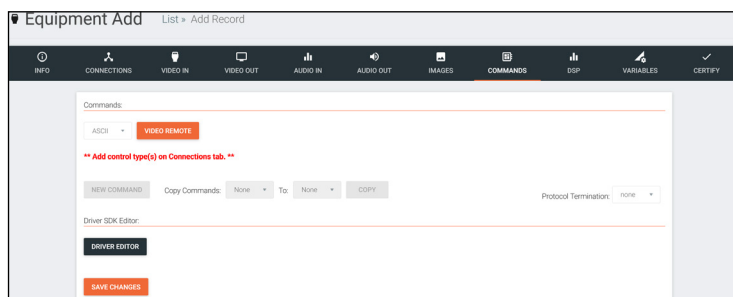 Equipment Add List » Add Record
INFO CONNECTIONS VIDEO IN VIDEO OUT AUDIO IN AUDIO OUT IMAGES COMMANDS DSP VARIABLES CERTIFY
Commands:
ASCII VIDEO REMOTE
** Add control type(s) on Connections tab. **
NEW COMMAND Copy Commands: None To: None COPY Protocol Termination: none
Driver SDK Editor:
DRIVER EDITOR
SAVE CHANGES